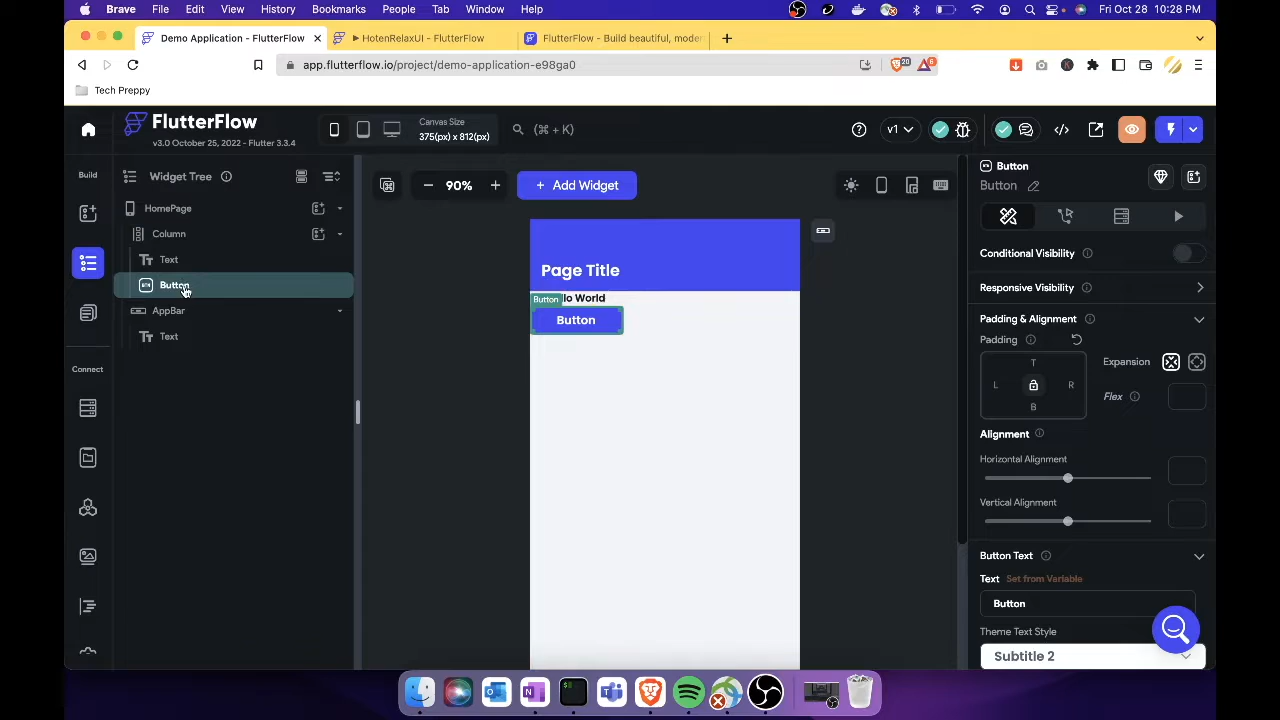 Brave File Edit View History Bookmarks People Tab Window Help Fri Oct 28 10:28 PM
Demo Application - FlutterFlow HotenRelaxUI - FlutterFlow FlutterFlow - Build beautiful, moder
app.flutterflow.io/project/demo-application-e98ga0 20 6
Tech Preppy
FlutterFlow
v3.0 October 25, 2022 - Flutter 3.3.4
Canvas Size
375(px) x 812(px)
(⌘ + K)
v1
Build
Widget Tree
90%
+ Add Widget
HomePage
Column
Text
Button
AppBar
Text
Connect
Page Title
Button lo World
Button
Button
Button
Conditional Visibility
Responsive Visibility
Padding & Alignment
Padding
T
L R
B
Expansion
Flex
Alignment
Horizontal Alignment
Vertical Alignment
Button Text
Text Set from Variable
Button
Theme Text Style
Subtitle 2